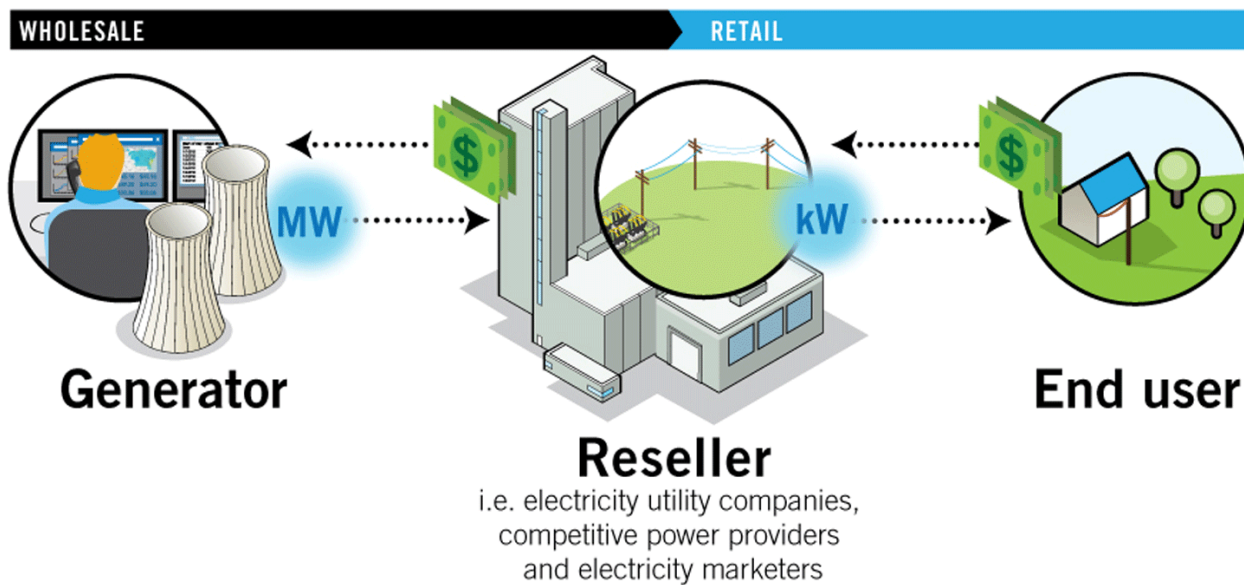 WHOLESALE
RETAIL
MW
$
kW
$
Generator
End user
Reseller
i.e. electricity utility companies,
competitive power providers
and electricity marketers